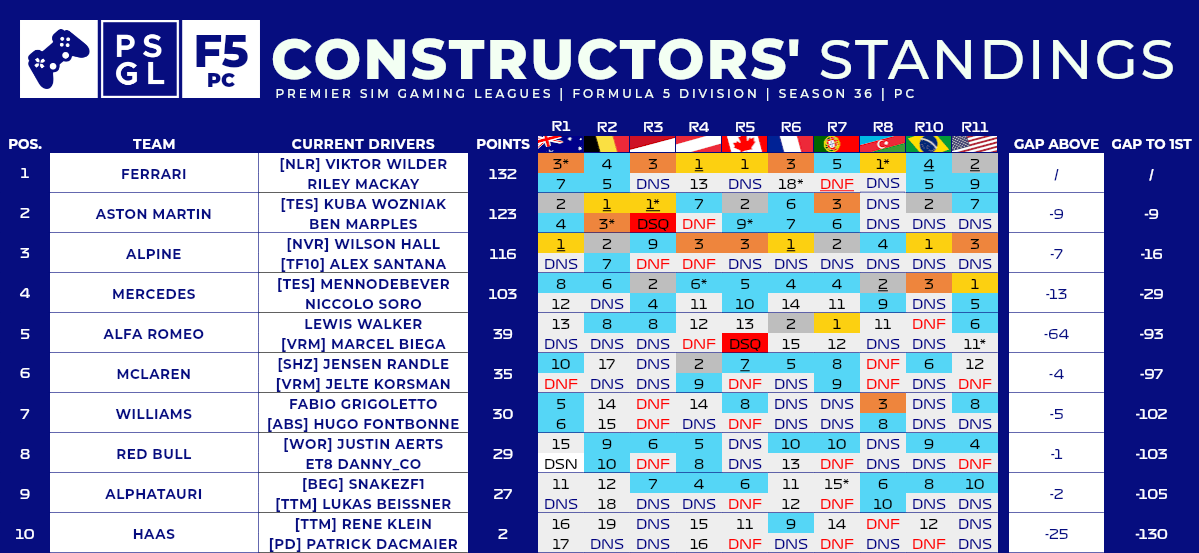 PS GL F5 PC CONSTRUCTORS' STANDINGS
PREMIER SIM GAMING LEAGUES | FORMULA 5 DIVISION | SEASON 36 | PC
R1 R2 R3 R4 R5 R6 R7 R8 R10 R11
POS. TEAM CURRENT DRIVERS POINTS GAP ABOVE GAP TO 1ST
1 FERRARI [NLR] VIKTOR WILDER 132 3* 4 3 1 1 3 5 1* 4 2 / /
RILEY MACKAY 7 5 DNS 13 DNS 18* DNF DNS 5 9
2 ASTON MARTIN [TES] KUBA WOZNIAK 123 2 1 1* 7 2 6 3 DNS 2 7 -9 -9
BEN MARPLES 4 3* DSQ DNF 9* 7 6 DNS DNS DNS
3 ALPINE [NVR] WILSON HALL 116 1 2 9 3 3 1 2 4 1 3 -7 -16
[TF10] ALEX SANTANA DNS 7 DNF DNF DNS DNS DNS DNS DNS DNS
4 MERCEDES [TES] MENNODEBEVER 103 8 6 2 6* 5 4 4 2 3 1 -13 -29
NICCOLO SORO 12 DNS 4 11 10 14 11 9 DNS 5
5 ALFA ROMEO LEWIS WALKER 39 13 8 8 12 13 2 1 11 DNF 6 -64 -93
[VRM] MARCEL BIEGA DNS DNS DNS DNF DSQ 15 12 DNS DNS 11*
6 MCLAREN [SHZ] JENSEN RANDLE 35 10 17 DNS 2 7 5 8 DNF 6 12 -4 -97
[VRM] JELTE KORSMAN DNF DNS DNS 9 DNF DNS 9 DNF DNS DNF
7 WILLIAMS FABIO GRIGOLETTO 30 5 14 DNF 14 8 DNS DNS 3 DNS 8 -5 -102
[ABS] HUGO FONTBONNE 6 15 DNF DNS DNF DNS DNS 8 DNS DNS
8 RED BULL [WOR] JUSTIN AERTS 29 15 9 6 5 DNS 10 10 DNS 9 4 -1 -103
ET8 DANNY_CO DSN 10 DNF 8 DNS 13 DNF DNS DNS DNF
9 ALPHATAURI [BEG] SNAKEZF1 27 11 12 7 4 6 11 15* 6 8 10 -2 -105
[TTM] LUKAS BEISSNER DNS 18 DNS DNS DNF 12 DNF 10 DNS DNS
10 HAAS [TTM] RENE KLEIN 2 16 19 DNS 15 11 9 14 DNF 12 DNS -25 -130
[PD] PATRICK DACMAIER 17 DNS DNS 16 DNF DNS DNF DNS DNF DNS